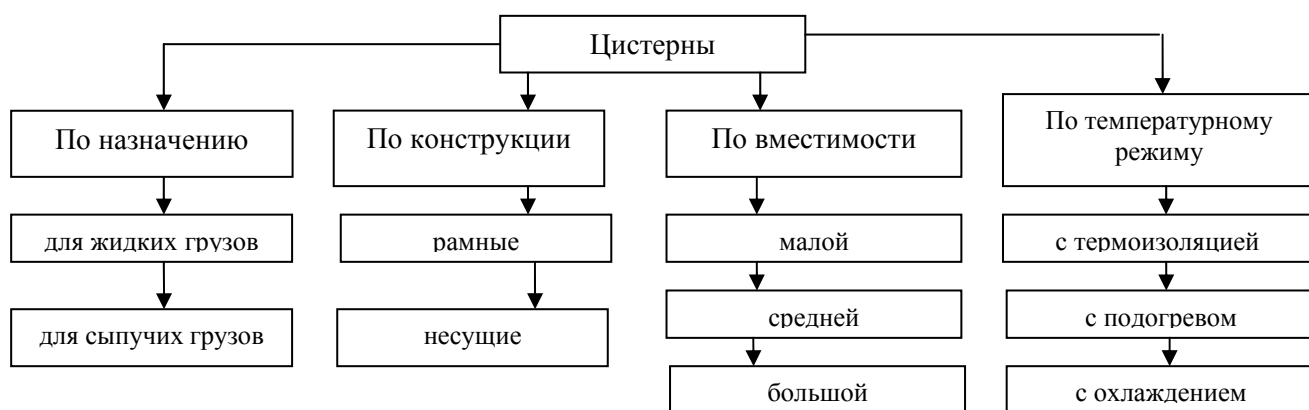 Цистерны
По назначению
По конструкции
По вместимости
По температурному
режиму
для жидких грузов
рамные
малой
с термоизоляцией
для сыпучих грузов
несущие
средней
с подогревом
большой
с охлаждением